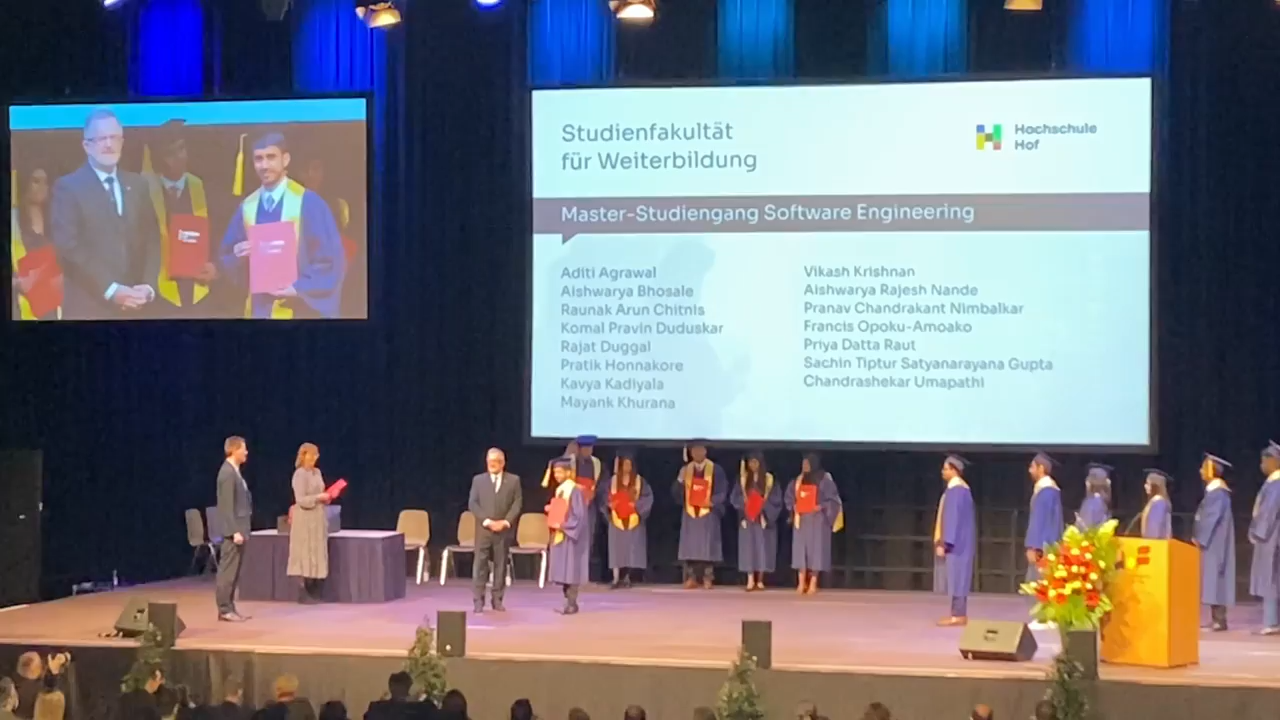 Studienfakultät
für Weiterbildung
Hochschule
Hof
Master-Studiengang Software Engineering
Aditi Agrawal
Aishwarya Bhosale
Raunak Arun Chitnis
Komal Pravin Duduskar
Rajat Duggal
Pratik Honnakore
Kavya Kadiyala
Mayank Khurana
Vikash Krishnan
Aishwarya Rajesh Nande
Pranav Chandrakant Nimbalkar
Francis Opoku-Amoako
Priya Datta Raut
Sachin Tiptur Satyanarayana Gupta
Chandrashekar Umapathi